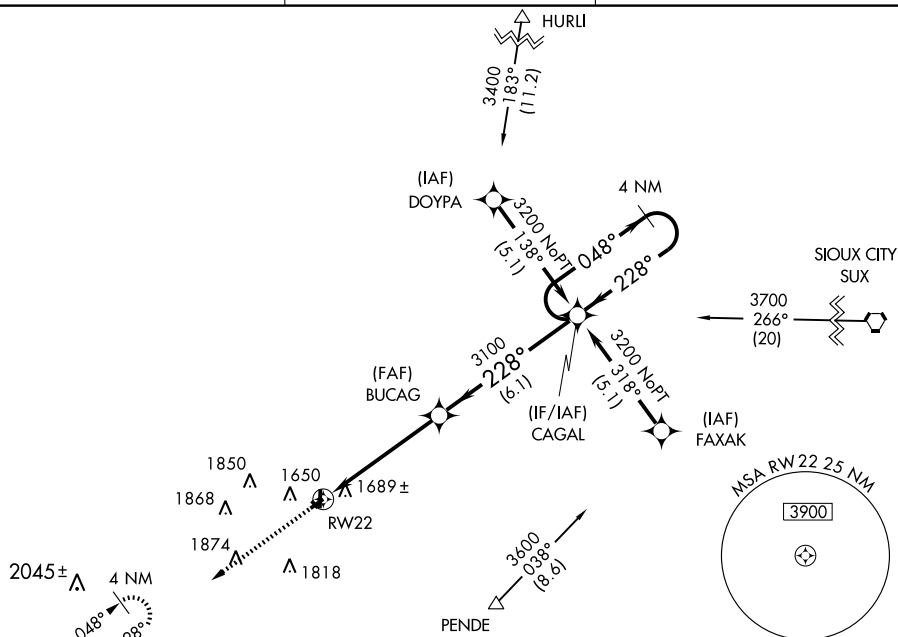 HURLI
3400
183°
(11.2)
(IAF)
DOYPA
4 NM
3200 NoPT
138°
(5.1)
048°
228°
SIOUX CITY
SUX
3700
266°
(20)
3100
228°
(6.1)
3200 NoPT
318°
(5.1)
(FAF)
BUCAG
(IF/IAF)
CAGAL
(IAF)
FAXAK
1850
1650
1689±
1868
RW22
MSA RW22 25 NM
3900
1874
1818
3600
038°
(8.6)
2045±
4 NM
048°
PENDE